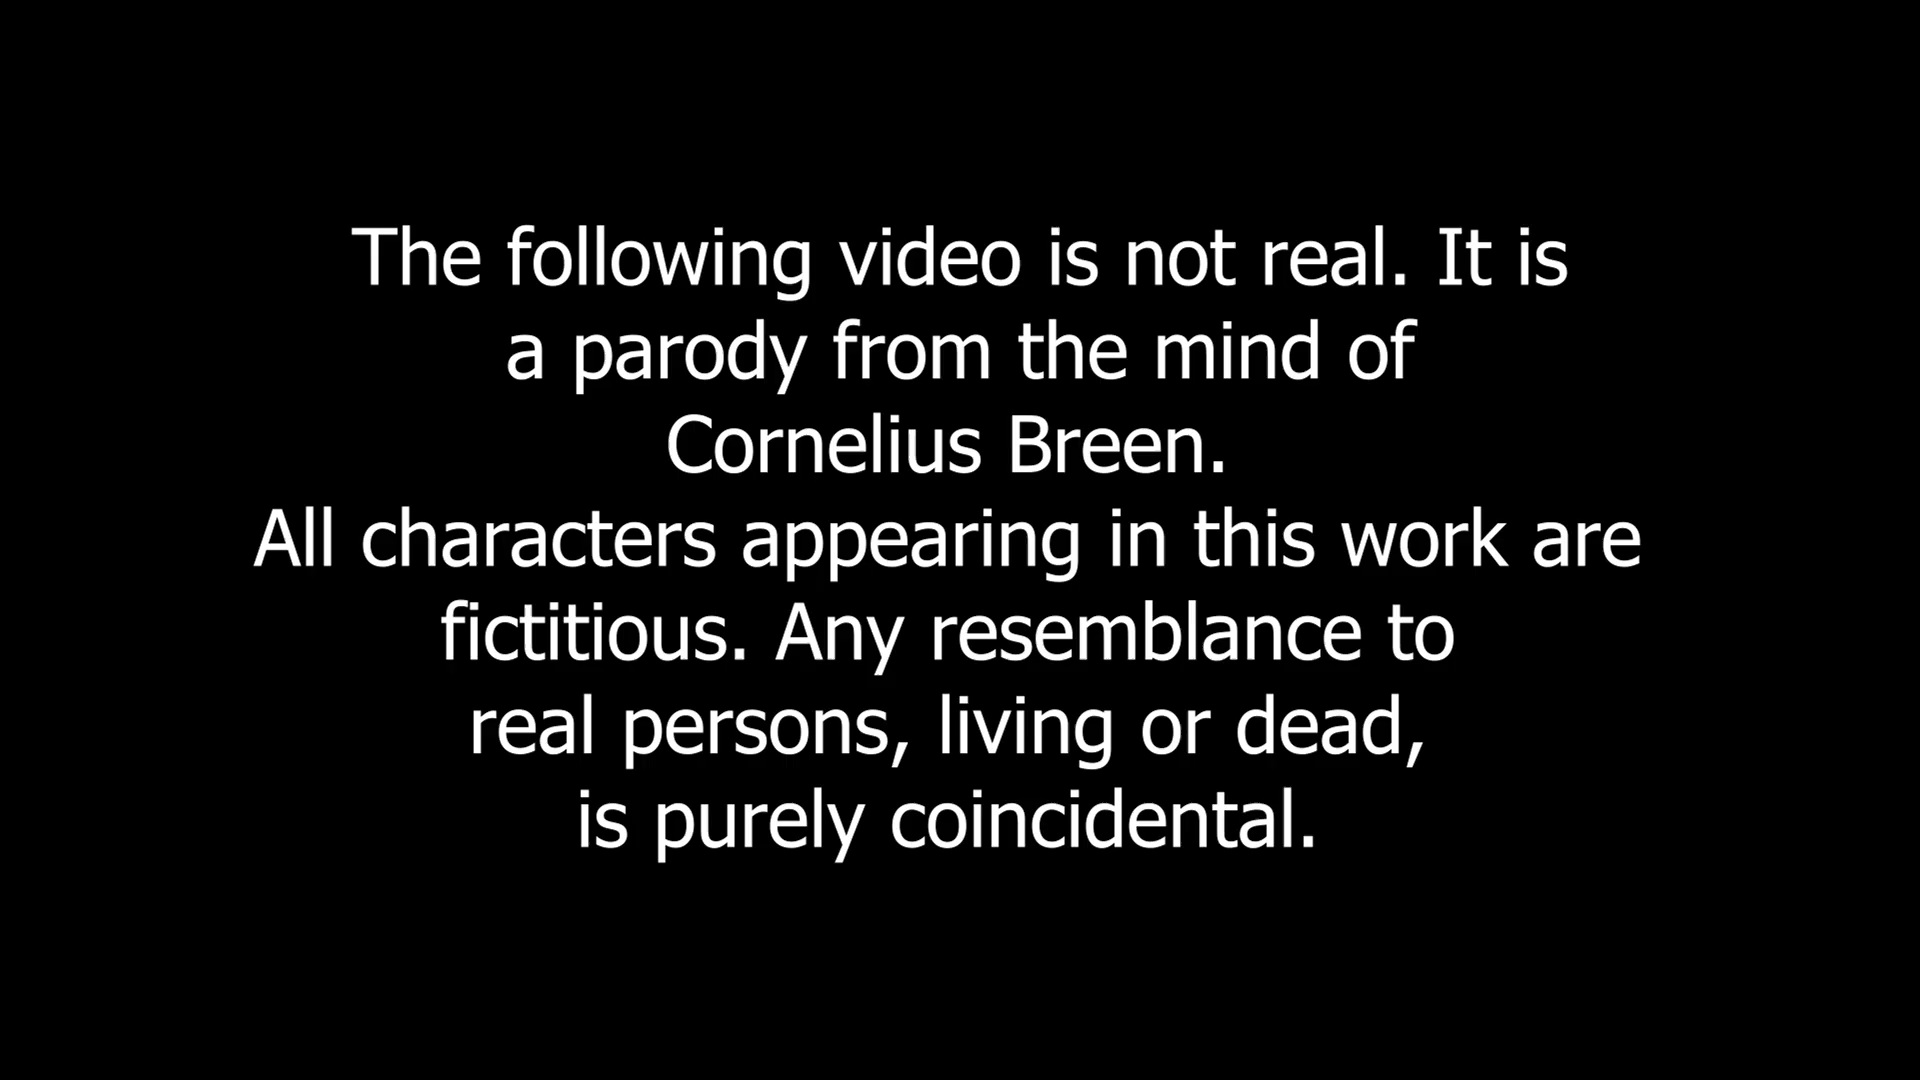 The following video is not real. It is
a parody from the mind of
Cornelius Breen.
All characters appearing in this work are
fictitious. Any resemblance to
real persons, living or dead,
is purely coincidental.